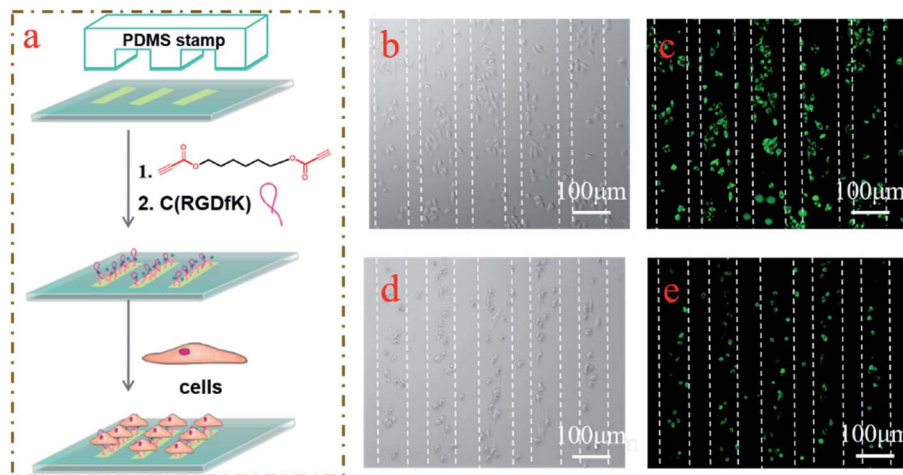 a
PDMS stamp
1.
O
O
O
O
2. C(RGDfK)
cells
b
100μm
c
100μm
d
100μm
e
100μm